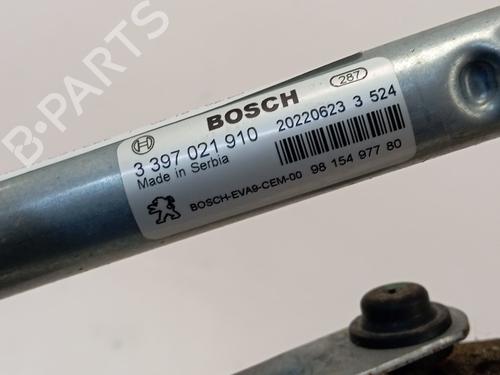 BOSCH
287
3 397 021 910
20220623 3 524
Made in Serbia
BOSCH-EVA9-CEM-00
98 154 977 80
B-PARTS